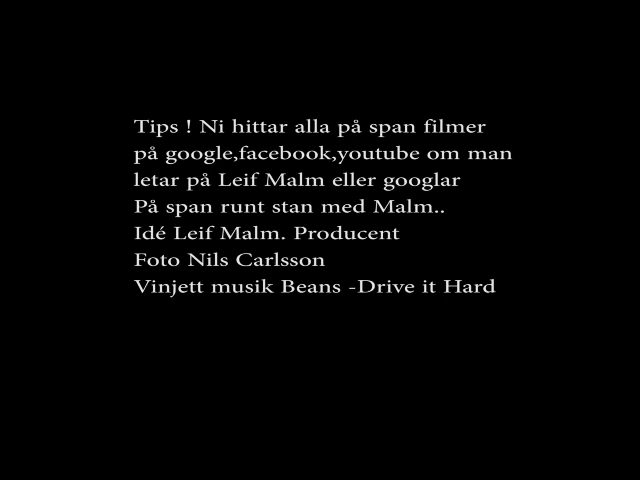 Tips ! Ni hittar alla på span filmer
på google,facebook,youtube om man
letar på Leif Malm eller googlar
På span runt stan med Malm..
Idé Leif Malm. Producent
Foto Nils Carlsson
Vinjett musik Beans -Drive it Hard